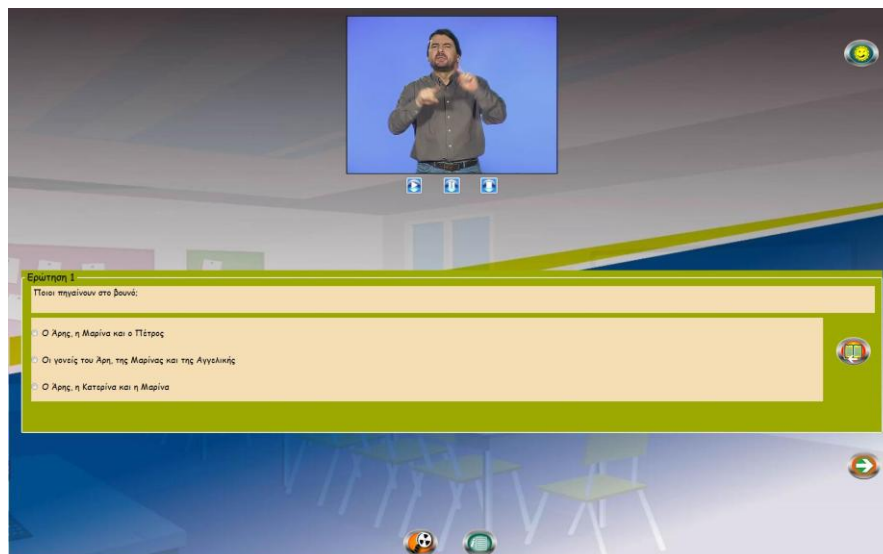 Ερώτηση 1
Ποιοι πηγαίνουν στο βουνό;
Ο Άρης, η Μαρίνα και ο Πέτρος
Οι γονείς του Άρη, της Μαρίνας και της Αγγελικής
Ο Άρης, η Κατερίνα και η Μαρίνα